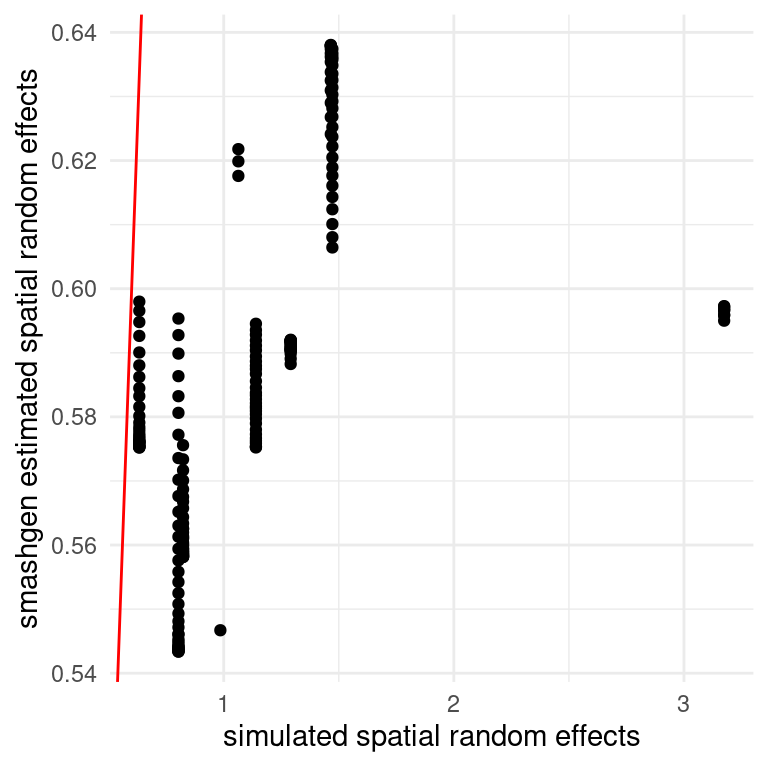 smashgen estimated spatial random effects
0.64
0.62
0.60
0.58
0.56
0.54
1 2 3
simulated spatial random effects